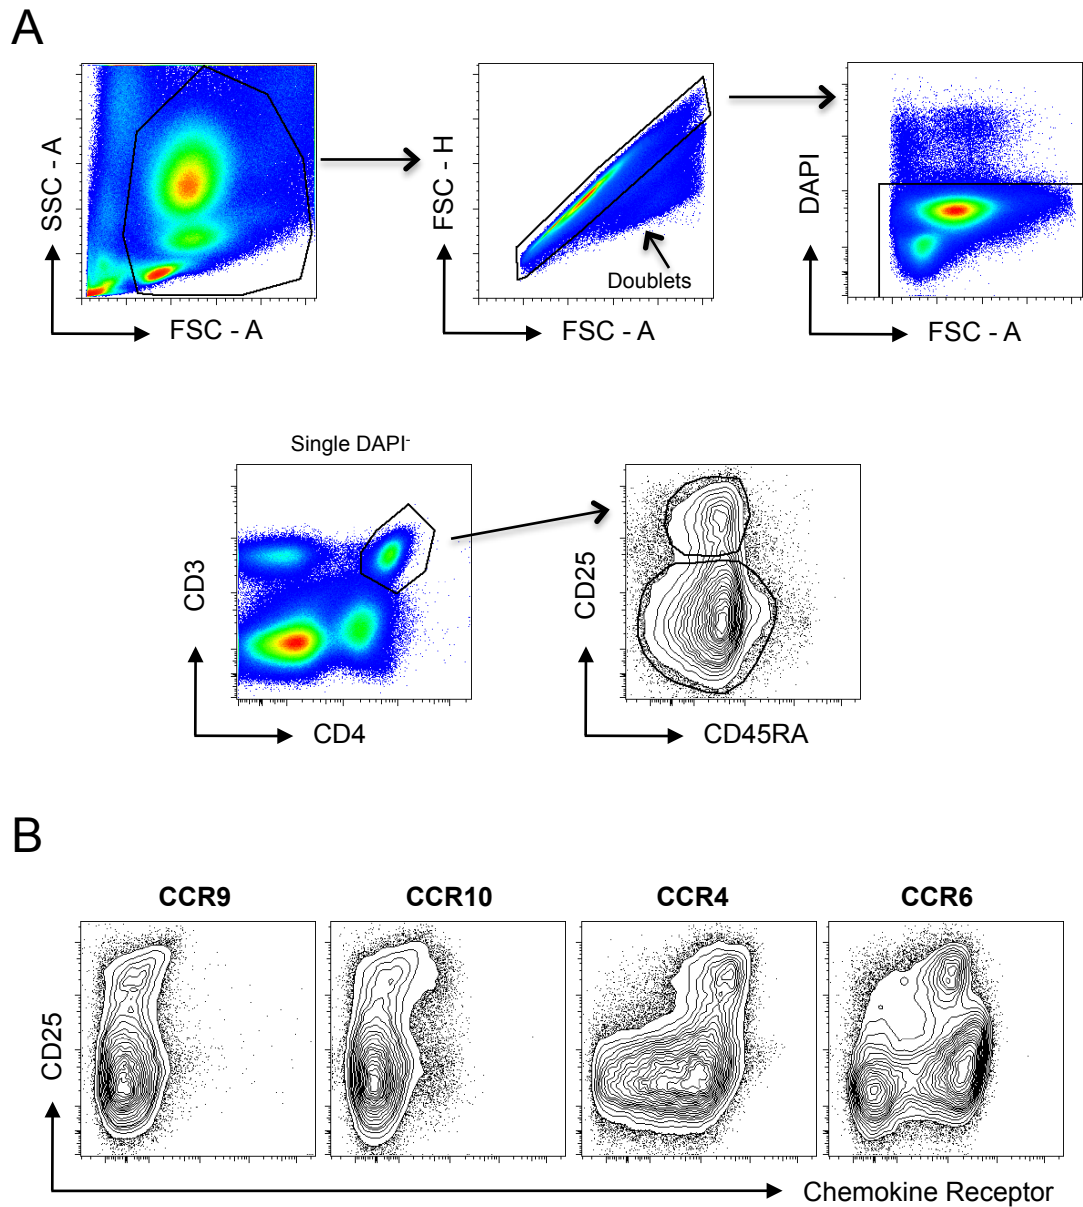 A
SSC - A
FSC - A
FSC - H
Doublets
FSC - A
DAPI
FSC - A
Single DAPI-
CD3
CD4
CD25
CD45RA
B
CCR9
CCR10
CCR4
CCR6
CD25
Chemokine Receptor